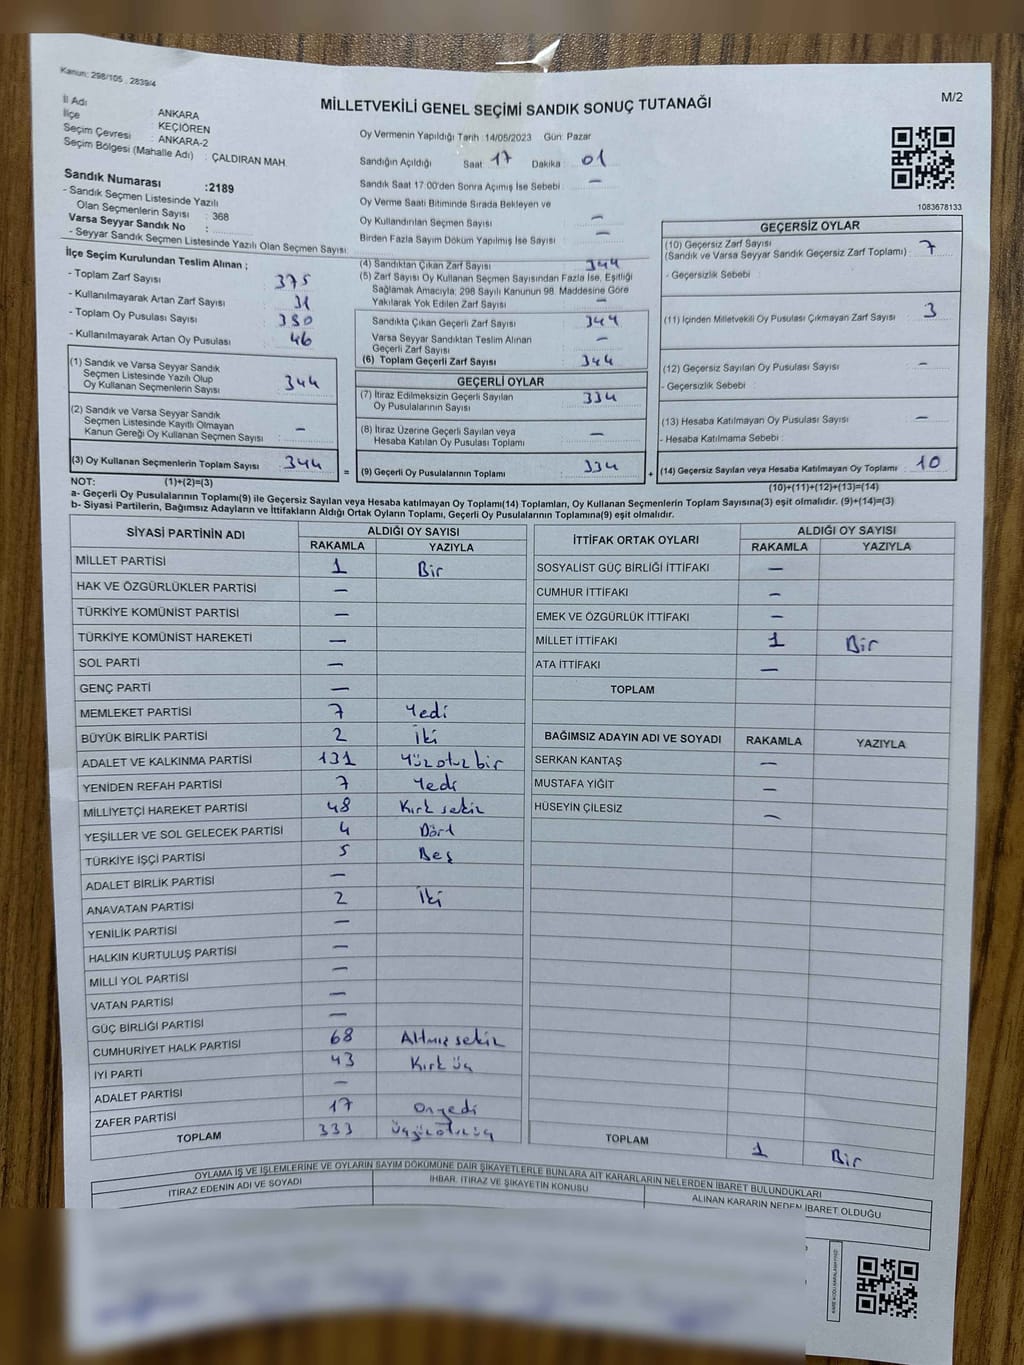 Kanun: 298/105 , 2839/4
M/2
MİLLETVEKİLİ GENEL SEÇİMİ SANDIK SONUÇ TUTANAĞI
İl Adı : ANKARA
İlçe : KEÇİÖREN
Seçim Çevresi : ANKARA-2
Seçim Bölgesi (Mahalle Adı) : ÇALDIRAN MAH.
Sandık Numarası :2189
- Sandık Seçmen Listesinde Yazılı
Olan Seçmenlerin Sayısı : 368
Varsa Seyyar Sandık No :
- Seyyar Sandık Seçmen Listesinde Yazılı Olan Seçmen Sayısı
Oy Vermenin Yapıldığı Tarih :14/05/2023 Gün: Pazar
Sandığın Açıldığı Saat 17 Dakika 01
Sandık Saat 17:00'den Sonra Açımış İse Sebebi : —
Oy Verme Saati Bitiminde Sırada Bekleyen ve
Oy Kullandırılan Seçmen Sayısı —
Birden Fazla Sayım Döküm Yapılmış İse Sayısı —
1083678133
İlçe Seçim Kurulundan Teslim Alınan ;
- Toplam Zarf Sayısı 375
- Kullanılmayarak Artan Zarf Sayısı : 31
- Toplam Oy Pusulası Sayısı 380
- Kullanılmayarak Artan Oy Pusulası 46
(1) Sandık ve Varsa Seyyar Sandık
Seçmen Listesinde Yazılı Olup
Oy Kullanan Seçmenlerin Sayısı 344
(2) Sandık ve Varsa Seyyar Sandık
Seçmen Listesinde Kayıtlı Olmayan
Kanun Gereği Oy Kullanan Seçmen Sayısı : —
(3) Oy Kullanan Seçmenlerin Toplam Sayısı 344
(4) Sandıktan Çıkan Zarf Sayısı 344
(5) Zarf Sayısı Oy Kullanan Seçmen Sayısından Fazla İse, Eşitliği
Sağlamak Amacıyla, 298 Sayılı Kanunun 98. Maddesine Göre
Yakılarak Yok Edilen Zarf Sayısı —
Sandıkta Çıkan Geçerli Zarf Sayısı : 344
Varsa Seyyar Sandıktan Teslim Alınan
Geçerli Zarf Sayısı —
(6) Toplam Geçerli Zarf Sayısı : 344
GEÇERLİ OYLAR
(7) İtiraz Edilmeksizin Geçerli Sayılan
Oy Pusulalarının Sayısı 334
(8) İtiraz Üzerine Geçerli Sayılan veya
Hesaba Katılan Oy Pusulası Toplamı —
= (9) Geçerli Oy Pusulalarının Toplamı 334 +
GEÇERSİZ OYLAR
(10) Geçersiz Zarf Sayısı
(Sandık ve Varsa Seyyar Sandık Geçersiz Zarf Toplamı) : 7
- Geçersizlik Sebebi :
(11) İçinden Milletvekili Oy Pusulası Çıkmayan Zarf Sayısı : 3
(12) Geçersiz Sayılan Oy Pusulası Sayısı : —
- Geçersizlik Sebebi :
(13) Hesaba Katılmayan Oy Pusulası Sayısı : —
- Hesaba Katılmama Sebebi :
(14) Geçersiz Sayılan veya Hesaba Katılmayan Oy Toplamı : 10
NOT: (1)+(2)=(3)
(10)+(11)+(12)+(13)=(14)
a- Geçerli Oy Pusulalarının Toplamı(9) ile Geçersiz Sayılan veya Hesaba katılmayan Oy Toplamı(14) Toplamları, Oy Kullanan Seçmenlerin Toplam Sayısına(3) eşit olmalıdır. (9)+(14)=(3)
b- Siyasi Partilerin, Bağımsız Adayların ve İttifakların Aldığı Ortak Oyların Toplamı, Geçerli Oy Pusulalarının Toplamına(9) eşit olmalıdır.
SİYASİ PARTİNİN ADI ALDIĞI OY SAYISI
RAKAMLA YAZIYLA
MİLLET PARTİSİ 1 Bir
HAK VE ÖZGÜRLÜKLER PARTİSİ —
TÜRKİYE KOMÜNİST PARTİSİ —
TÜRKİYE KOMÜNİST HAREKETİ —
SOL PARTİ —
GENÇ PARTİ —
MEMLEKET PARTİSİ 7 Yedi
BÜYÜK BİRLİK PARTİSİ 2 İki
ADALET VE KALKINMA PARTİSİ 131 Yüzotuzbir
YENİDEN REFAH PARTİSİ 7 Yedi
MİLLİYETÇİ HAREKET PARTİSİ 48 Kırk sekiz
YEŞİLLER VE SOL GELECEK PARTİSİ 4 Dört
TÜRKİYE İŞÇİ PARTİSİ 5 Beş
ADALET BİRLİK PARTİSİ —
ANAVATAN PARTİSİ 2 İki
YENİLİK PARTİSİ —
HALKIN KURTULUŞ PARTİSİ —
MİLLİ YOL PARTİSİ —
VATAN PARTİSİ —
GÜÇ BİRLİĞİ PARTİSİ —
CUMHURİYET HALK PARTİSİ 68 Altmış sekiz
İYİ PARTİ 43 Kırk üç
ADALET PARTİSİ —
ZAFER PARTİSİ 17 Onyedi
TOPLAM 333 Üçyüzotuzüç
İTTİFAK ORTAK OYLARI ALDIĞI OY SAYISI
RAKAMLA YAZIYLA
SOSYALİST GÜÇ BİRLİĞİ İTTİFAKI —
CUMHUR İTTİFAKI —
EMEK VE ÖZGÜRLÜK İTTİFAKI —
MİLLET İTTİFAKI 1 Bir
ATA İTTİFAKI —
TOPLAM
BAĞIMSIZ ADAYIN ADI VE SOYADI RAKAMLA YAZIYLA
SERKAN KANTAŞ —
MUSTAFA YİĞİT —
HÜSEYİN ÇİLESİZ —
TOPLAM 1 Bir
OYLAMA İŞ VE İŞLEMLERİNE VE OYLARIN SAYIM DÖKÜMÜNE DAİR ŞİKAYETLERLE BUNLARA AİT KARARLARIN NELERDEN İBARET BULUNDUKLARI
İTİRAZ EDENİN ADI VE SOYADI İHBAR, İTİRAZ VE ŞİKAYETİN KONUSU ALINAN KARARIN NEDEN İBARET OLDUĞU